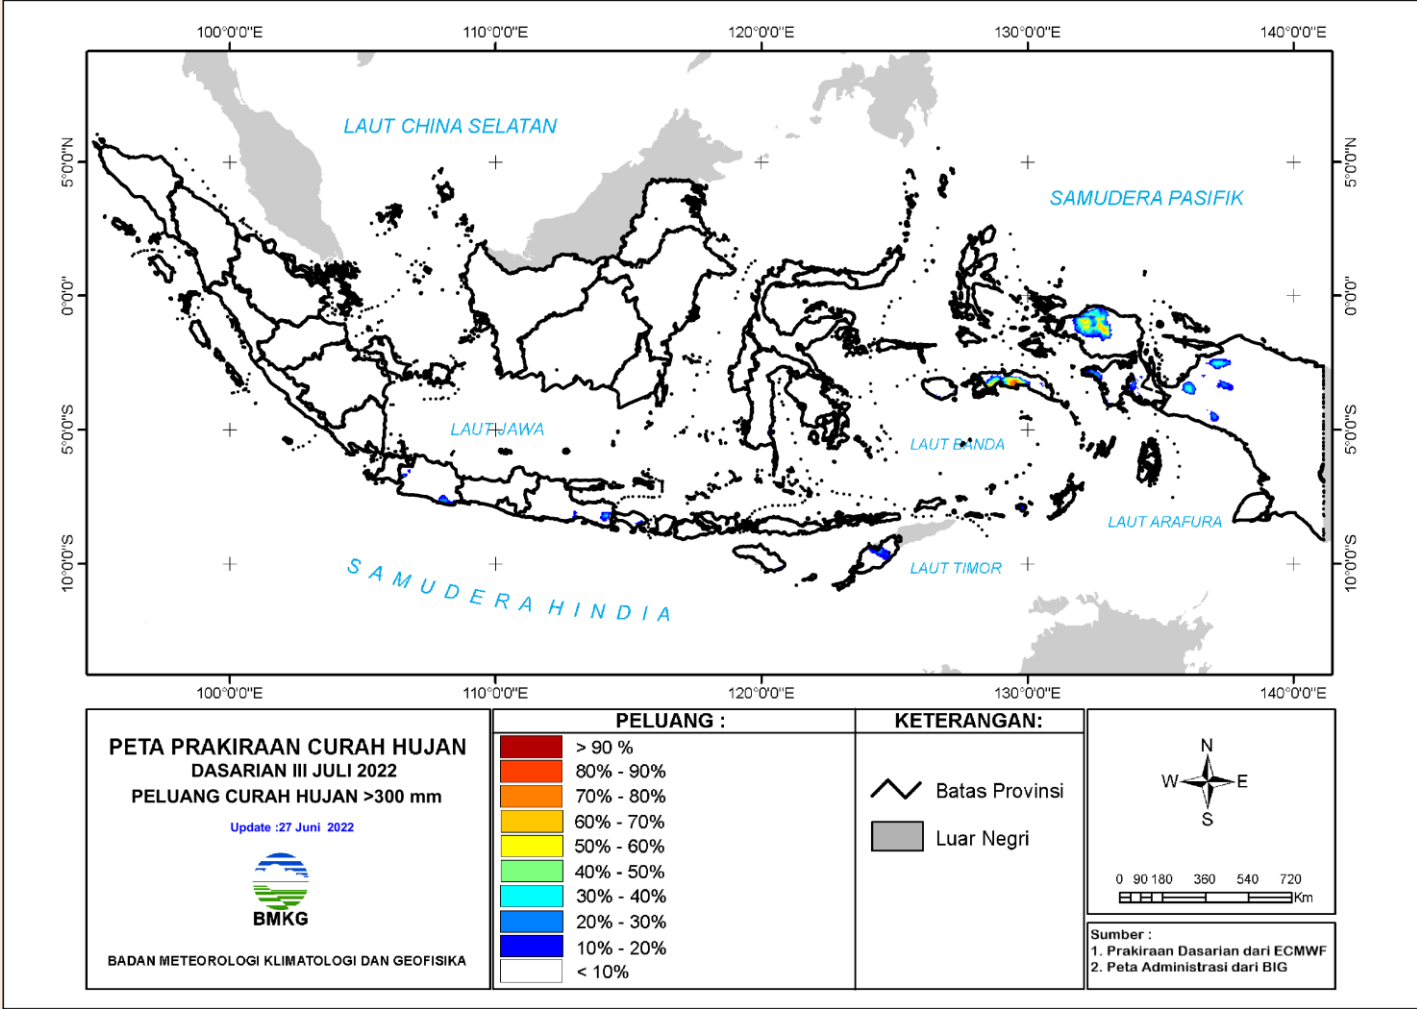 100°0'0"E 110°0'0"E 120°0'0"E 130°0'0"E 140°0'0"E
LAUT CHINA SELATAN
5°0'0"N 5°0'0"N
SAMUDERA PASIFIK
0°0'0" 0°0'0"
LAUT JAWA
5°0'0"S 5°0'0"S
LAUT BANDA
LAUT ARAFURA
10°0'0"S 10°0'0"S
LAUT TIMOR
SAMUDERA HINDIA
100°0'0"E 110°0'0"E 120°0'0"E 130°0'0"E 140°0'0"E
PETA PRAKIRAAN CURAH HUJAN
DASARIAN III JULI 2022
PELUANG CURAH HUJAN >300 mm
Update :27 Juni 2022
BMKG
BADAN METEOROLOGI KLIMATOLOGI DAN GEOFISIKA
PELUANG :
> 90 %
80% - 90%
70% - 80%
60% - 70%
50% - 60%
40% - 50%
30% - 40%
20% - 30%
10% - 20%
< 10%
KETERANGAN:
Batas Provinsi
Luar Negri
N
W E
S
0 90 180 360 540 720
Km
Sumber :
1. Prakiraan Dasarian dari ECMWF
2. Peta Administrasi dari BIG